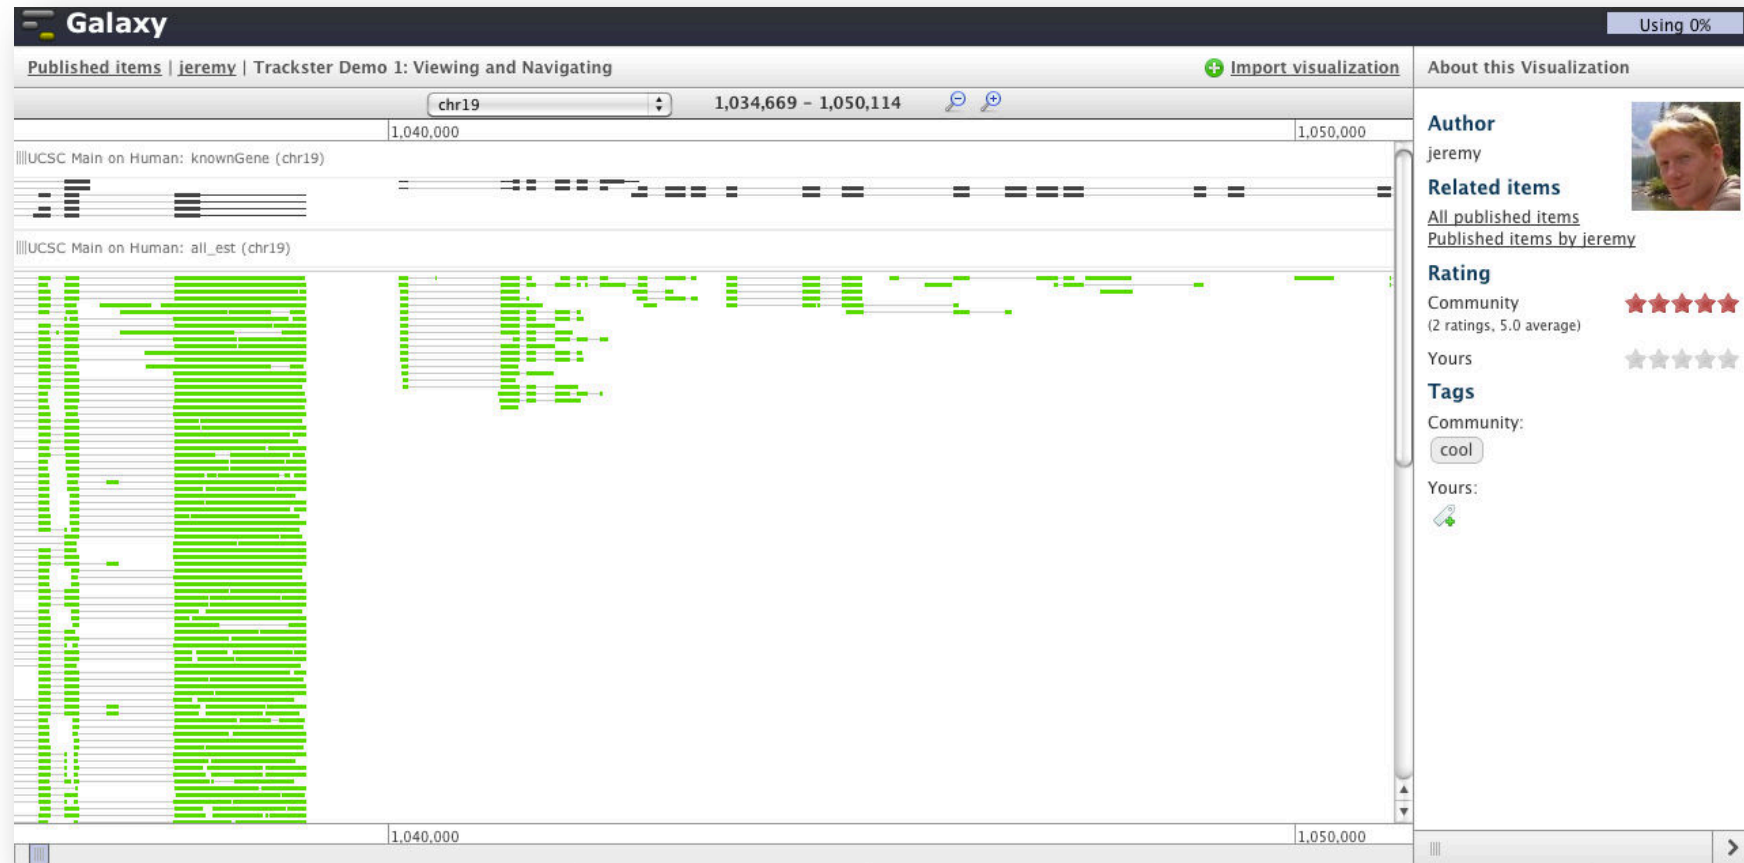 Galaxy
Using 0%
Published items | jeremy | Trackster Demo 1: Viewing and Navigating
Import visualization
About this Visualization
chr19
1,034,669 - 1,050,114
1,040,000
1,050,000
UCSC Main on Human: knownGene (chr19)
UCSC Main on Human: all_est (chr19)
1,040,000
1,050,000
Author
jeremy
Related items
All published items
Published items by jeremy
Rating
Community
(2 ratings, 5.0 average)
Yours
Tags
Community:
cool
Yours: